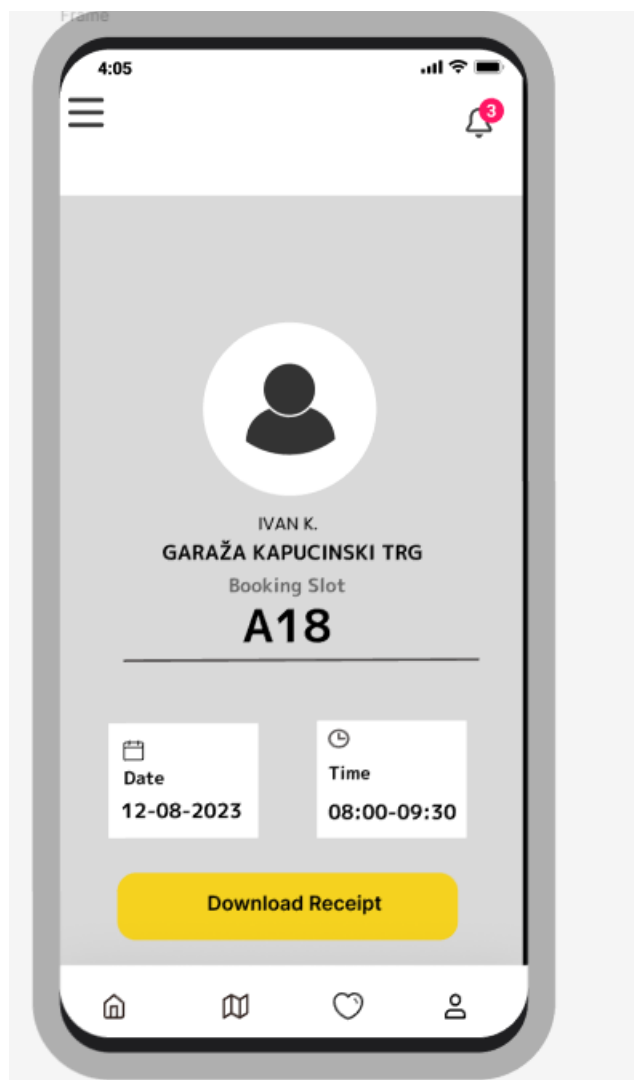 Frame
4:05
3
IVAN K.
GARAŽA KAPUCINSKI TRG
Booking Slot
A18
Date
12-08-2023
Time
08:00-09:30
Download Receipt